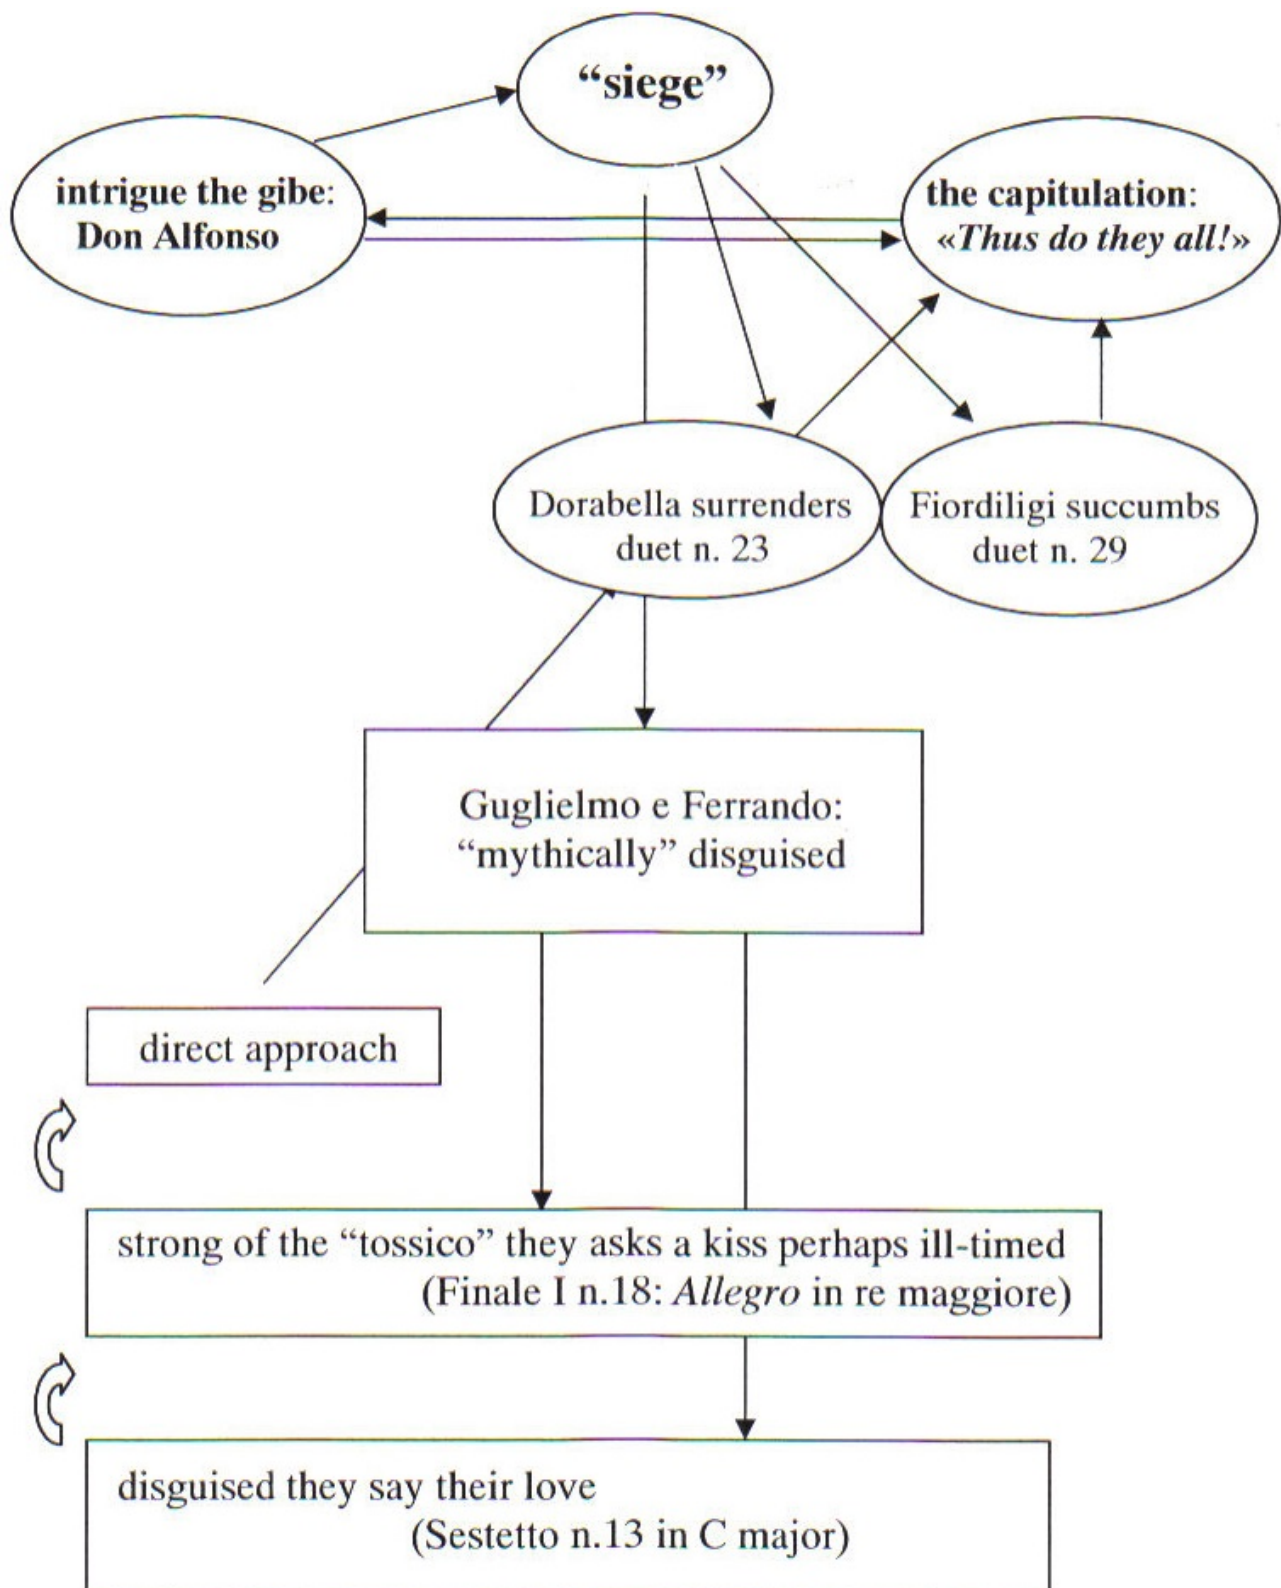 “siege”
intrigue the gibe:
Don Alfonso
the capitulation:
«Thus do they all!»
Dorabella surrenders
duet n. 23
Fiordiligi succumbs
duet n. 29
Guglielmo e Ferrando:
“mythically” disguised
direct approach
strong of the “tossico” they asks a kiss perhaps ill-timed
(Finale I n.18: Allegro in re maggiore)
disguised they say their love
(Sestetto n.13 in C major)